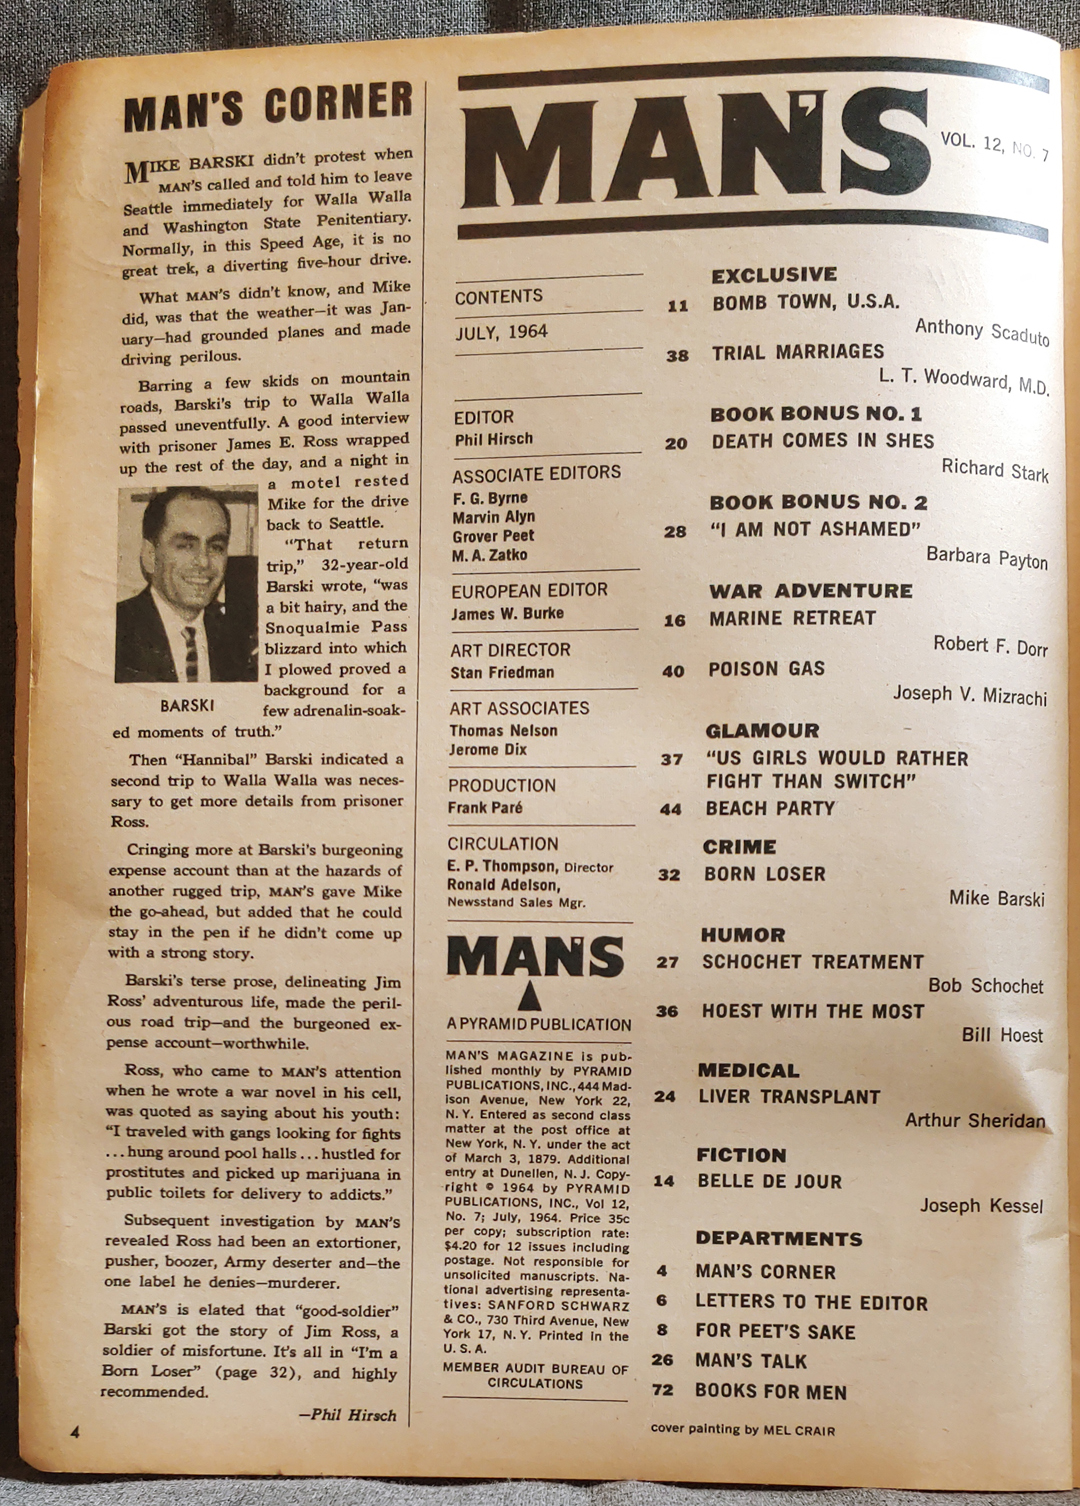 MAN'S CORNER
MIKE BARSKI didn't protest when
MAN'S called and told him to leave
Seattle immediately for Walla Walla
and Washington State Penitentiary.
Normally, in this Speed Age, it is no
great trek, a diverting five-hour drive.
What MAN'S didn't know, and Mike
did, was that the weather—it was Jan-
uary—had grounded planes and made
driving perilous.
Barring a few skids on mountain
roads, Barski's trip to Walla Walla
passed uneventfully. A good interview
with prisoner James E. Ross wrapped
up the rest of the day, and a night in
a motel rested
Mike for the drive
back to Seattle.
"That return
trip," 32-year-old
Barski wrote, "was
a bit hairy, and the
Snoqualmie Pass
blizzard into which
I plowed proved a
background for a
few adrenalin-soak-
BARSKI
ed moments of truth."
Then "Hannibal" Barski indicated a
second trip to Walla Walla was neces-
sary to get more details from prisoner
Ross.
Cringing more at Barski's burgeoning
expense account than at the hazards of
another rugged trip, MAN'S gave Mike
the go-ahead, but added that he could
stay in the pen if he didn't come up
with a strong story.
Barski's terse prose, delineating Jim
Ross' adventurous life, made the peril-
ous road trip—and the burgeoned ex-
pense account—worthwhile.
Ross, who came to MAN'S attention
when he wrote a war novel in his cell,
was quoted as saying about his youth:
"I traveled with gangs looking for fights
...hung around pool halls...hustled for
prostitutes and picked up marijuana in
public toilets for delivery to addicts."
Subsequent investigation by MAN'S
revealed Ross had been an extortioner,
pusher, boozer, Army deserter and—the
one label he denies—murderer.
MAN'S is elated that "good-soldier"
Barski got the story of Jim Ross, a
soldier of misfortune. It's all in "I'm a
Born Loser" (page 32), and highly
recommended.
—Phil Hirsch
4
MAN'S
VOL. 12, NO. 7
CONTENTS
JULY, 1964
EDITOR
Phil Hirsch
ASSOCIATE EDITORS
F. G. Byrne
Marvin Alyn
Grover Peet
M. A. Zatko
EUROPEAN EDITOR
James W. Burke
ART DIRECTOR
Stan Friedman
ART ASSOCIATES
Thomas Nelson
Jerome Dix
PRODUCTION
Frank Paré
CIRCULATION
E. P. Thompson, Director
Ronald Adelson,
Newsstand Sales Mgr.
MAN'S
A PYRAMID PUBLICATION
MAN'S MAGAZINE is pub-
lished monthly by PYRAMID
PUBLICATIONS, INC., 444 Mad-
ison Avenue, New York 22,
N. Y. Entered as second class
matter at the post office at
New York, N. Y. under the act
of March 3, 1879. Additional
entry at Dunellen, N. J. Copy-
right © 1964 by PYRAMID
PUBLICATIONS, INC., Vol 12,
No. 7; July, 1964. Price 35c
per copy; subscription rate:
$4.20 for 12 issues including
postage. Not responsible for
unsolicited manuscripts. Na-
tional advertising representa-
tives: SANFORD SCHWARZ
& CO., 730 Third Avenue, New
York 17, N. Y. Printed in the
U. S. A.
MEMBER AUDIT BUREAU OF
CIRCULATIONS
EXCLUSIVE
11 BOMB TOWN, U.S.A.
Anthony Scaduto
38 TRIAL MARRIAGES
L. T. Woodward, M.D.
BOOK BONUS NO. 1
20 DEATH COMES IN SHES
Richard Stark
BOOK BONUS NO. 2
28 "I AM NOT ASHAMED"
Barbara Payton
WAR ADVENTURE
16 MARINE RETREAT
Robert F. Dorr
40 POISON GAS
Joseph V. Mizrachi
GLAMOUR
37 "US GIRLS WOULD RATHER
FIGHT THAN SWITCH"
44 BEACH PARTY
CRIME
32 BORN LOSER
Mike Barski
HUMOR
27 SCHOCHET TREATMENT
Bob Schochet
36 HOEST WITH THE MOST
Bill Hoest
MEDICAL
24 LIVER TRANSPLANT
Arthur Sheridan
FICTION
14 BELLE DE JOUR
Joseph Kessel
DEPARTMENTS
4 MAN'S CORNER
6 LETTERS TO THE EDITOR
8 FOR PEET'S SAKE
26 MAN'S TALK
72 BOOKS FOR MEN
cover painting by MEL CRAIR